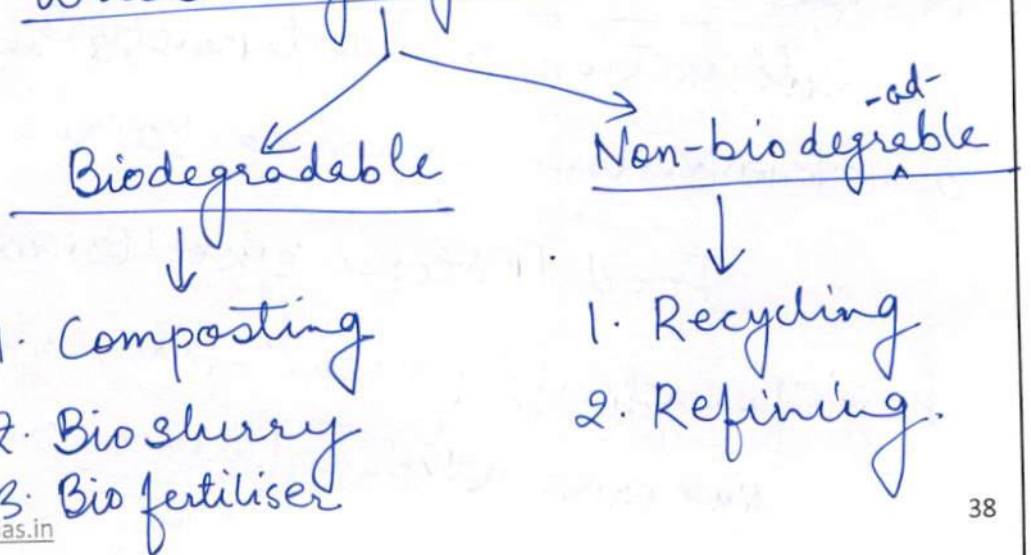 Biodegradable
Non-biodegrable
-ad-
1. Composting
1. Recycling
2. Bioslurry
2. Refining.
3. Bio fertiliser
as.in
38